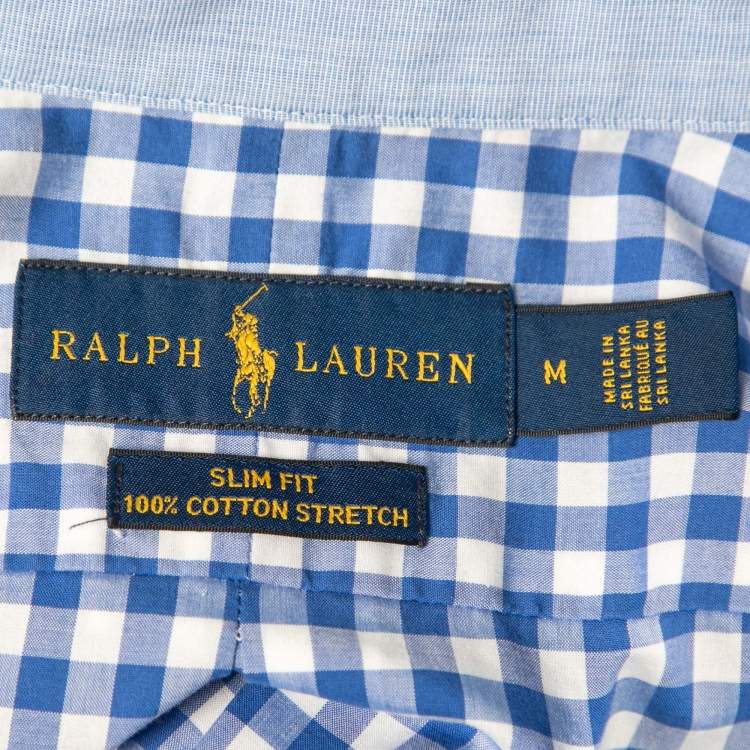 RALPH LAUREN
M
MADE IN
SRI LANKA
FABRIQUÉ AU
SRI LANKA
SLIM FIT
100% COTTON STRETCH